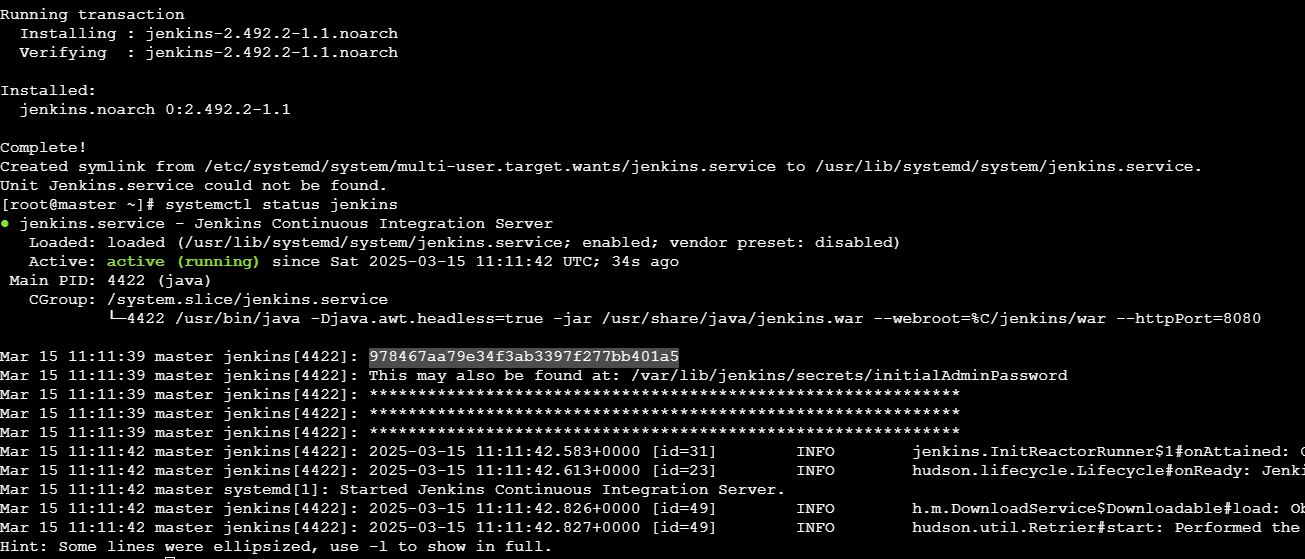 Running transaction
  Installing : jenkins-2.492.2-1.1.noarch
  Verifying  : jenkins-2.492.2-1.1.noarch

Installed:
  jenkins.noarch 0:2.492.2-1.1

Complete!
Created symlink from /etc/systemd/system/multi-user.target.wants/jenkins.service to /usr/lib/systemd/system/jenkins.service.
Unit Jenkins.service could not be found.
[root@master ~]# systemctl status jenkins
● jenkins.service - Jenkins Continuous Integration Server
   Loaded: loaded (/usr/lib/systemd/system/jenkins.service; enabled; vendor preset: disabled)
   Active: active (running) since Sat 2025-03-15 11:11:42 UTC; 34s ago
 Main PID: 4422 (java)
   CGroup: /system.slice/jenkins.service
           └─4422 /usr/bin/java -Djava.awt.headless=true -jar /usr/share/java/jenkins.war --webroot=%C/jenkins/war --httpPort=8080

Mar 15 11:11:39 master jenkins[4422]: 978467aa79e34f3ab3397f277bb401a5
Mar 15 11:11:39 master jenkins[4422]: This may also be found at: /var/lib/jenkins/secrets/initialAdminPassword
Mar 15 11:11:39 master jenkins[4422]: *************************************************************
Mar 15 11:11:39 master jenkins[4422]: *************************************************************
Mar 15 11:11:39 master jenkins[4422]: *************************************************************
Mar 15 11:11:42 master jenkins[4422]: 2025-03-15 11:11:42.583+0000 [id=31]        INFO        jenkins.InitReactorRunner$1#onAttained:
Mar 15 11:11:42 master jenkins[4422]: 2025-03-15 11:11:42.613+0000 [id=23]        INFO        hudson.lifecycle.Lifecycle#onReady: Jenki
Mar 15 11:11:42 master systemd[1]: Started Jenkins Continuous Integration Server.
Mar 15 11:11:42 master jenkins[4422]: 2025-03-15 11:11:42.826+0000 [id=49]        INFO        h.m.DownloadService$Downloadable#load: Ob
Mar 15 11:11:42 master jenkins[4422]: 2025-03-15 11:11:42.827+0000 [id=49]        INFO        hudson.util.Retrier#start: Performed the
Hint: Some lines were ellipsized, use -l to show in full.